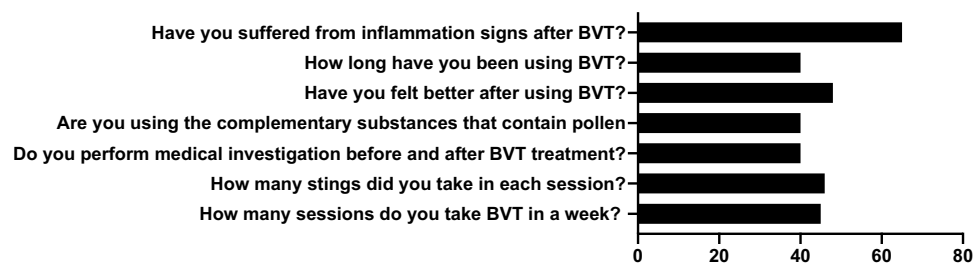 Have you suffered from inflammation signs after BVT?
How long have you been using BVT?
Have you felt better after using BVT?
Are you using the complementary substances that contain pollen
Do you perform medical investigation before and after BVT treatment?
How many stings did you take in each session?
How many sessions do you take BVT in a week?
0 20 40 60 80